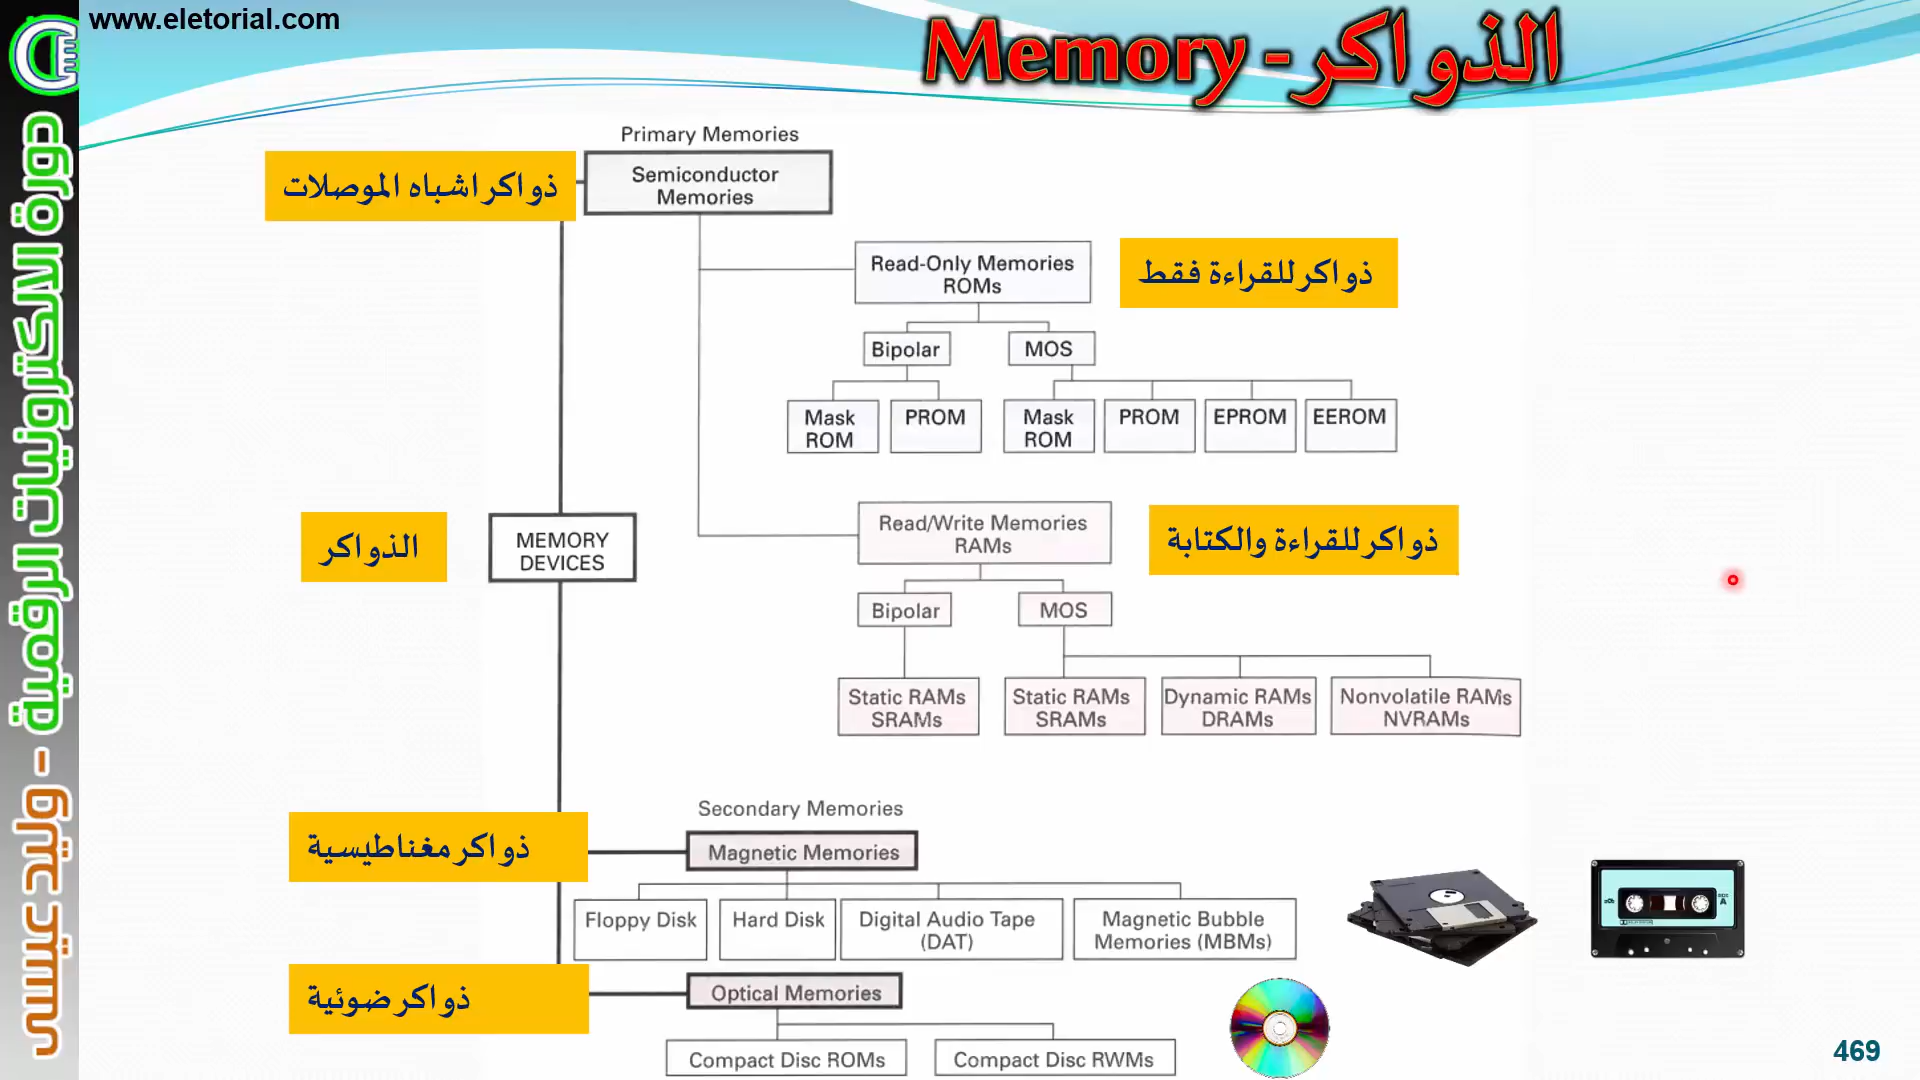 www.eletorial.com
الذواكر - Memory
دورة الالكترونيات الرقمية - وليد عيسى
Primary Memories
ذواكر اشباه الموصلات
Semiconductor
Memories
Read-Only Memories
ROMs
ذواكر للقراءة فقط
Bipolar
MOS
Mask
ROM
PROM
Mask
ROM
PROM
EPROM
EEROM
الذواكر
MEMORY
DEVICES
Read/Write Memories
RAMs
ذواكر للقراءة والكتابة
Bipolar
MOS
Static RAMs
SRAMs
Static RAMs
SRAMs
Dynamic RAMs
DRAMs
Nonvolatile RAMs
NVRAMs
Secondary Memories
ذواكر مغناطيسية
Magnetic Memories
Floppy Disk
Hard Disk
Digital Audio Tape
(DAT)
Magnetic Bubble
Memories (MBMs)
ذواكر ضوئية
Optical Memories
Compact Disc ROMs
Compact Disc RWMs
A
469